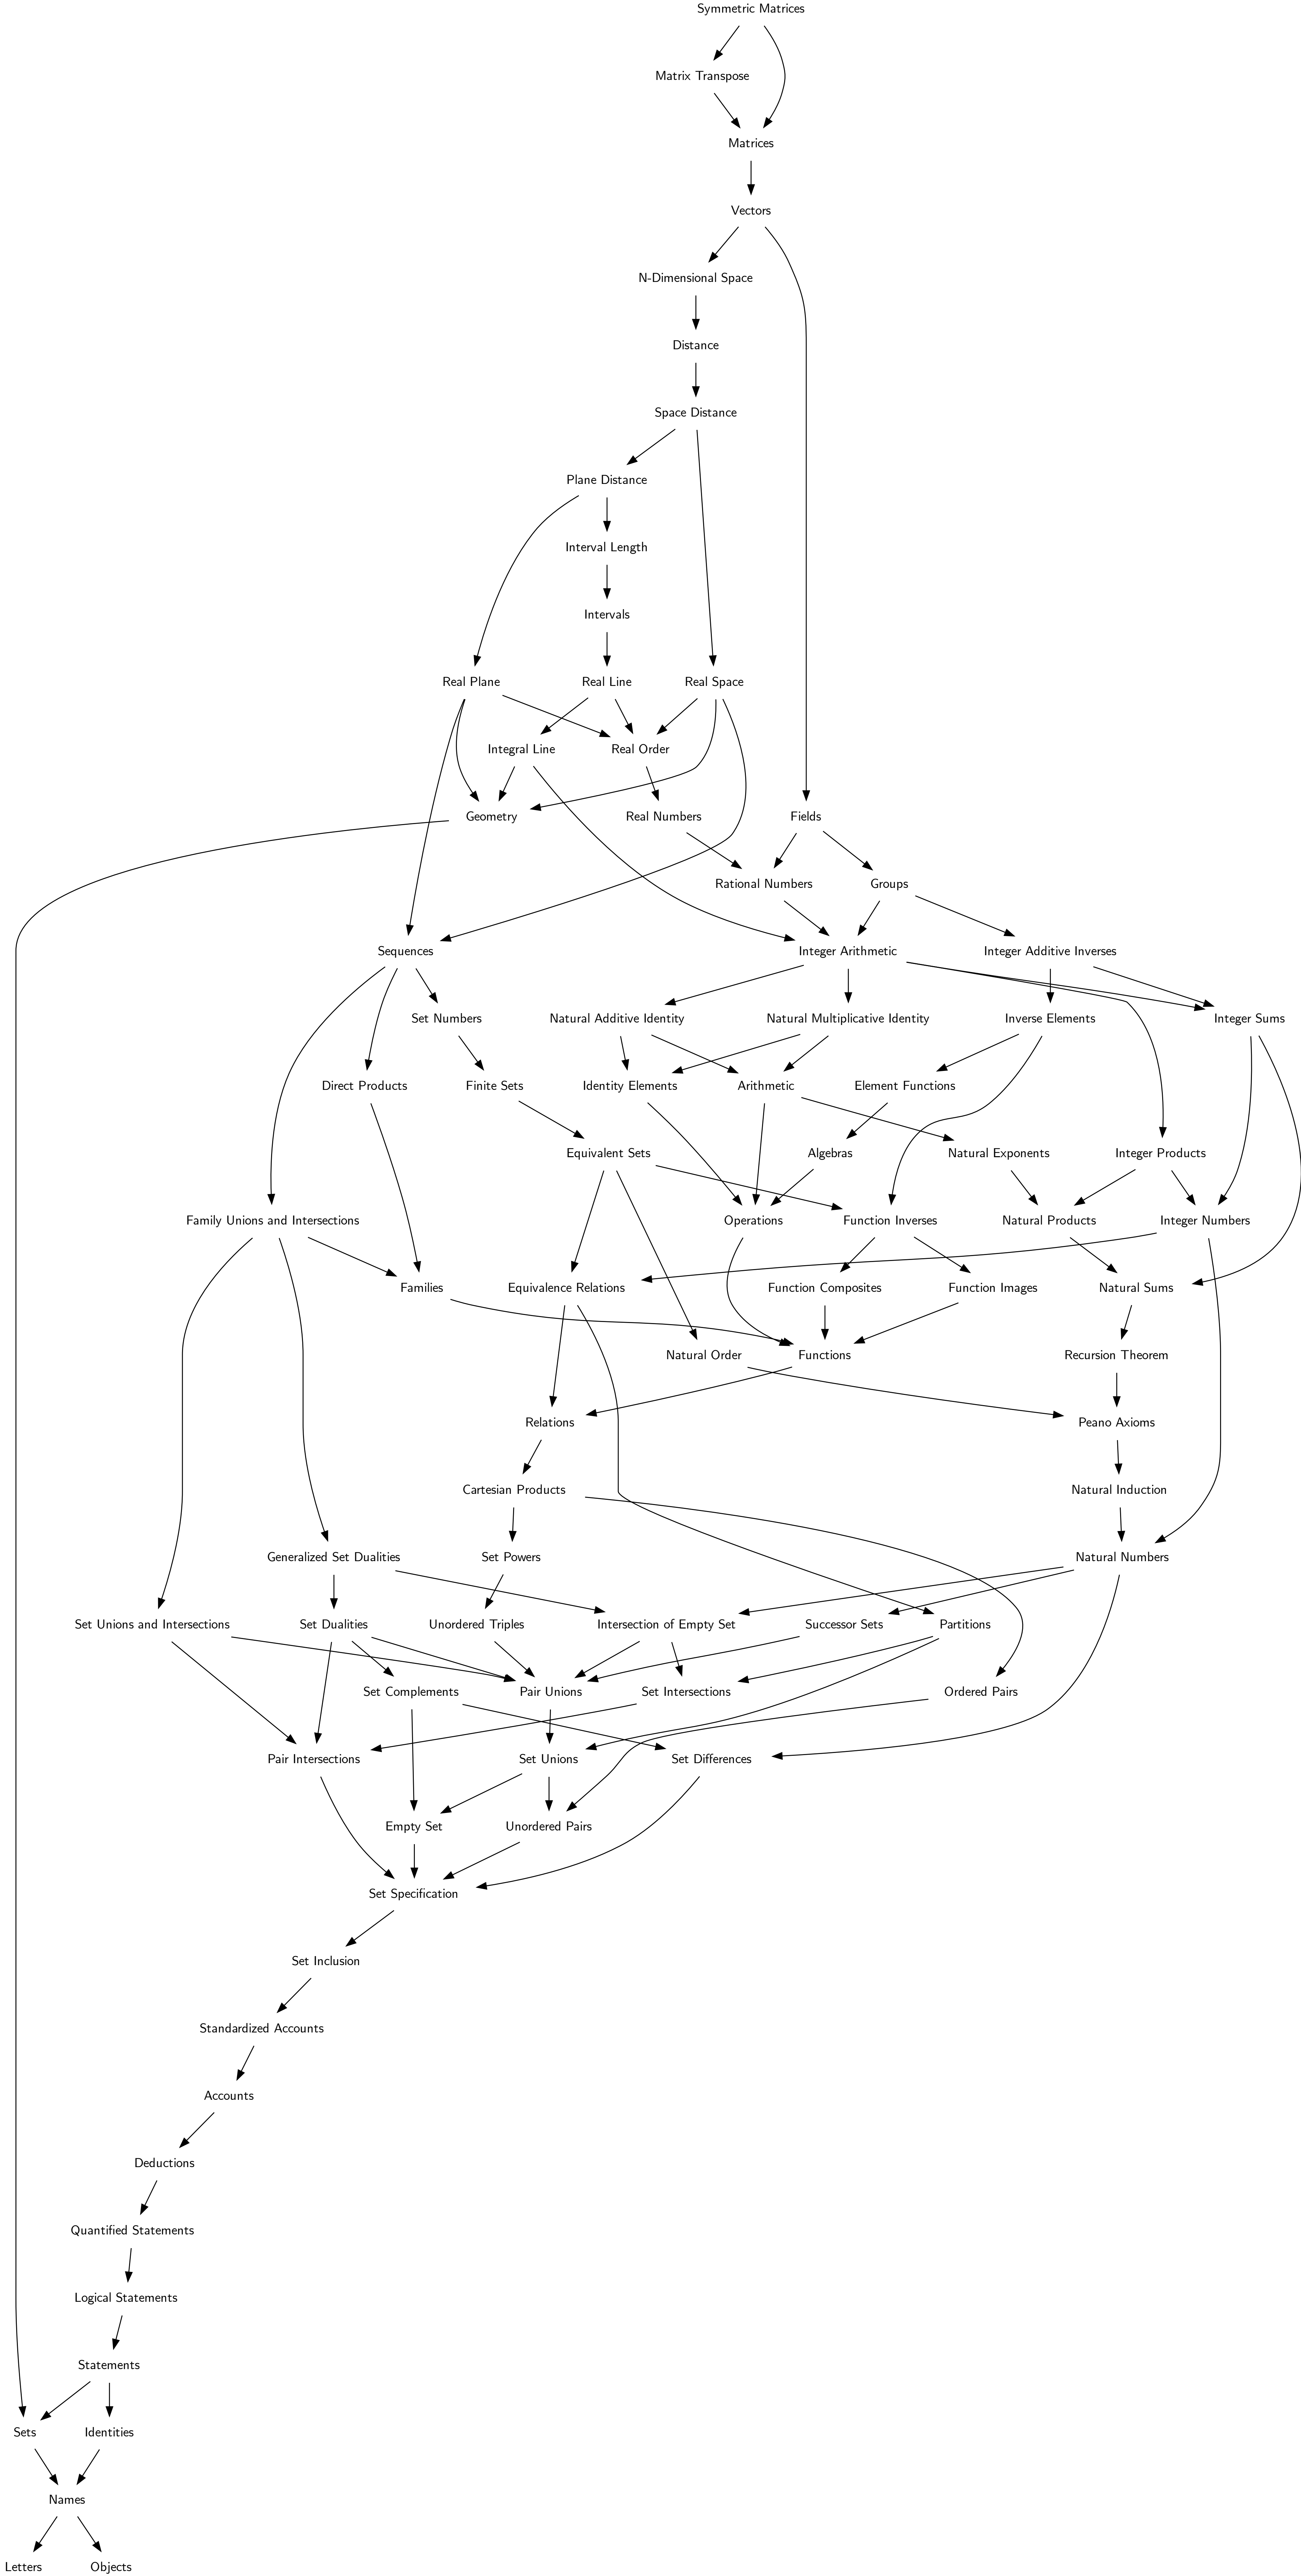 Symmetric Matrices
Matrix Transpose
Matrices
Vectors
N-Dimensional Space
Distance
Space Distance
Plane Distance
Interval Length
Intervals
Real Plane
Real Line
Real Space
Integral Line
Real Order
Geometry
Real Numbers
Fields
Rational Numbers
Groups
Sequences
Integer Arithmetic
Integer Additive Inverses
Set Numbers
Natural Additive Identity
Natural Multiplicative Identity
Inverse Elements
Integer Sums
Direct Products
Finite Sets
Identity Elements
Arithmetic
Element Functions
Equivalent Sets
Algebras
Natural Exponents
Integer Products
Family Unions and Intersections
Operations
Function Inverses
Natural Products
Integer Numbers
Families
Equivalence Relations
Function Composites
Function Images
Natural Sums
Natural Order
Functions
Recursion Theorem
Relations
Peano Axioms
Cartesian Products
Natural Induction
Generalized Set Dualities
Set Powers
Natural Numbers
Set Unions and Intersections
Set Dualities
Unordered Triples
Intersection of Empty Set
Successor Sets
Partitions
Set Complements
Pair Unions
Set Intersections
Ordered Pairs
Pair Intersections
Set Unions
Set Differences
Empty Set
Unordered Pairs
Set Specification
Set Inclusion
Standardized Accounts
Accounts
Deductions
Quantified Statements
Logical Statements
Statements
Sets
Identities
Names
Letters
Objects